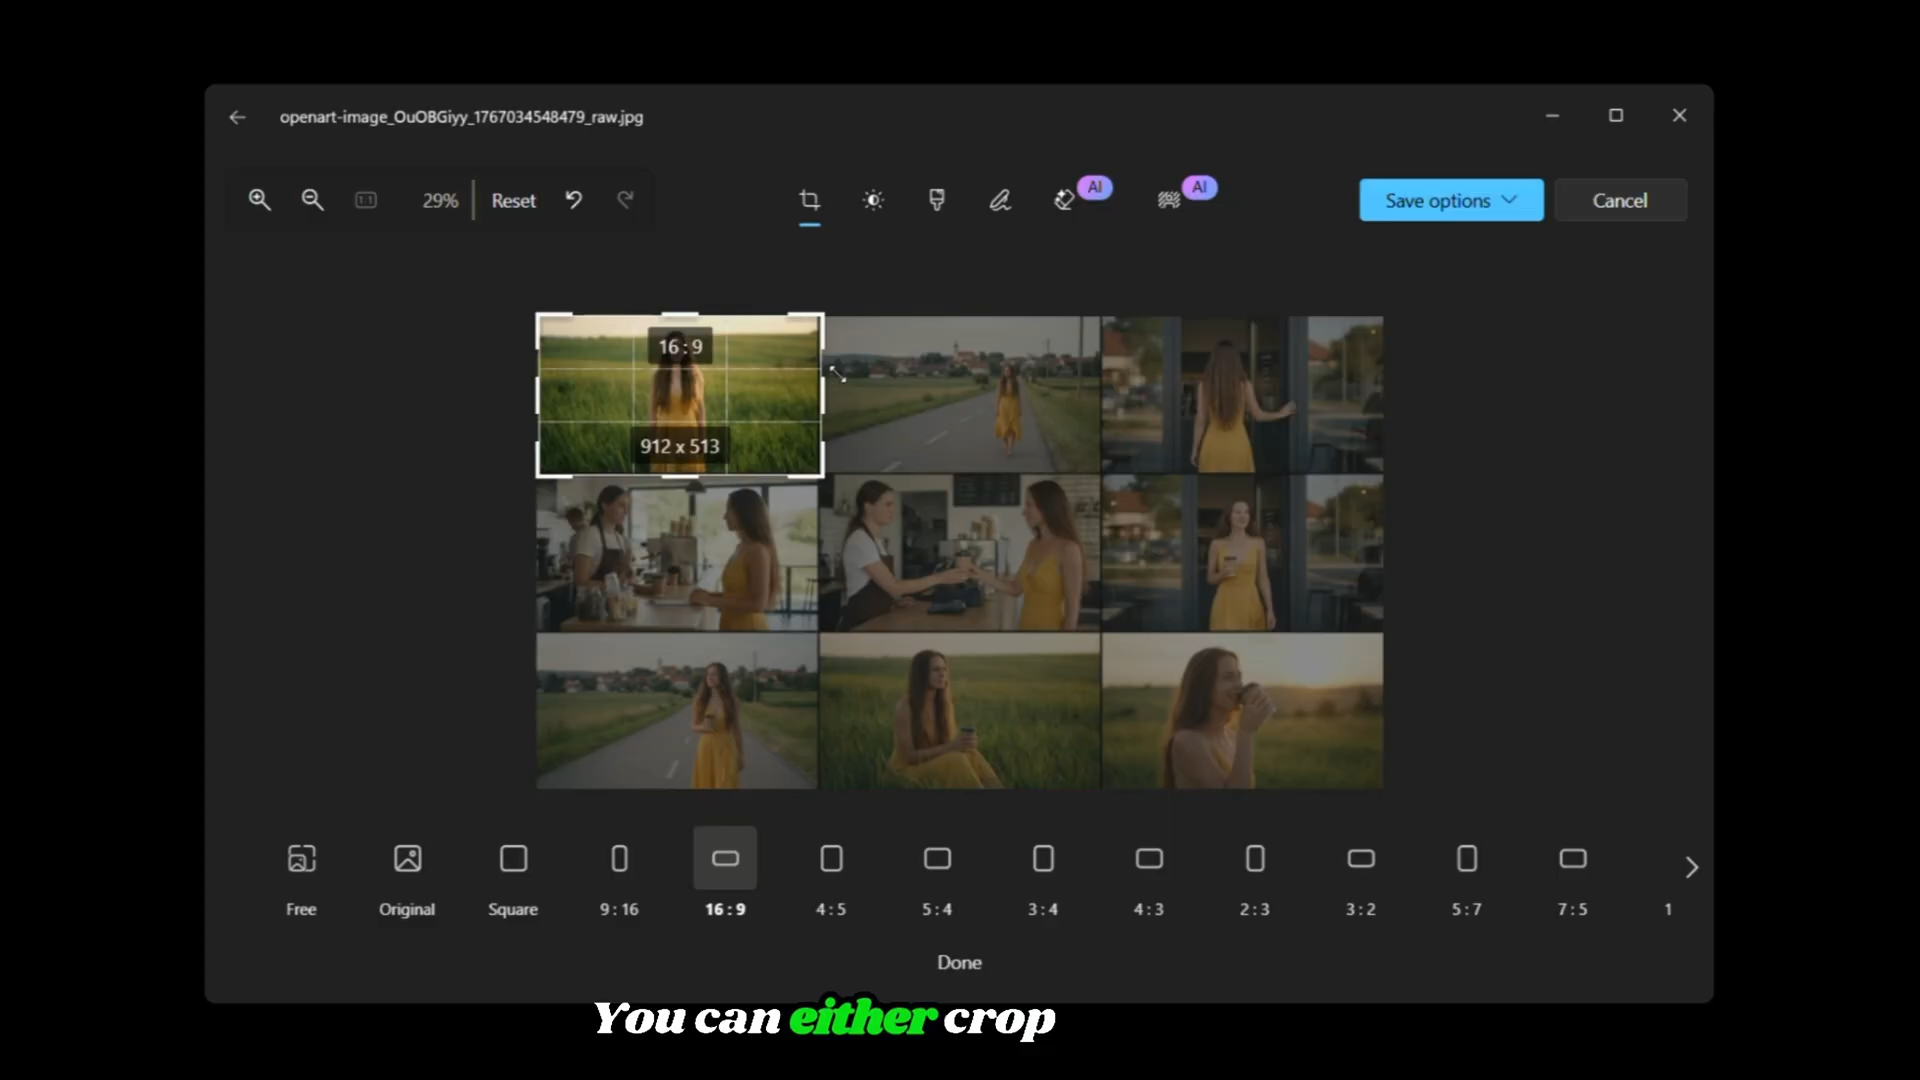 openart-image_OuOBGiyy_1767034548479_raw.jpg
29%
Reset
AI
AI
Save options
Cancel
16 : 9
912 x 513
Free
Original
Square
9 : 16
16 : 9
4 : 5
5 : 4
3 : 4
4 : 3
2 : 3
3 : 2
5 : 7
7 : 5
1
Done
You can either crop